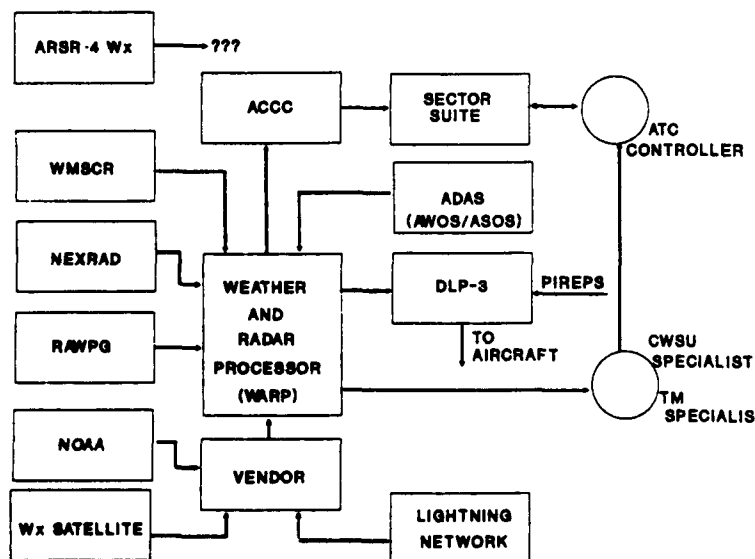 ARSR-4 Wx
???
ACCC
SECTOR
SUITE
ATC
CONTROLLER
WMSCR
ADAS
(AWOS/ASOS)
NEXRAD
WEATHER
AND
RADAR
PROCESSOR
(WARP)
DLP-3
PIREPS
TO
AIRCRAFT
RAWPG
CWSU
SPECIALIST
TM
SPECIALIS
NOAA
VENDOR
Wx SATELLITE
LIGHTNING
NETWORK